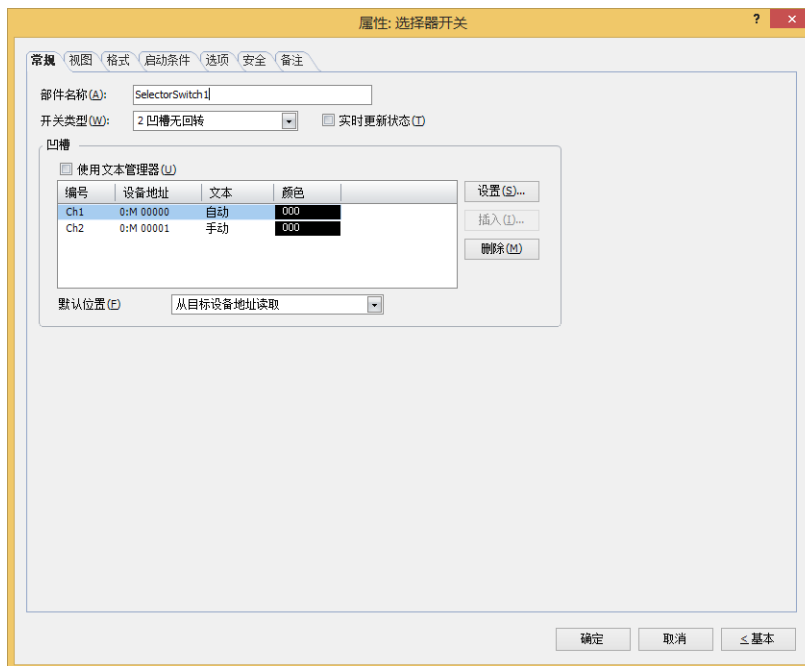 属性: 选择器开关 ? ×
常规 视图 格式 启动条件 选项 安全 备注
部件名称(A): SelectorSwitch1
开关类型(W): 2 凹槽无回转 实时更新状态(T)
凹槽
使用文本管理器(U)
编号 设备地址 文本 颜色 设置(S)...
Ch1 0:M 00000 自动 000
插入(I)...
Ch2 0:M 00001 手动 000
删除(M)
默认位置(F) 从目标设备地址读取
确定 取消 < 基本